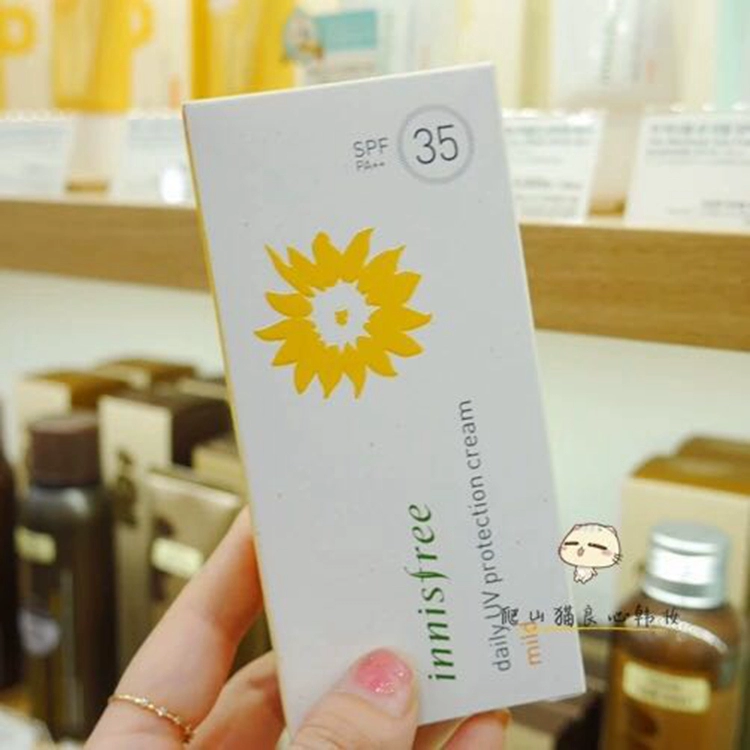 SPF
PA++
35
innisfree
daily UV protection cream
mild
爬山猫良心韩妆